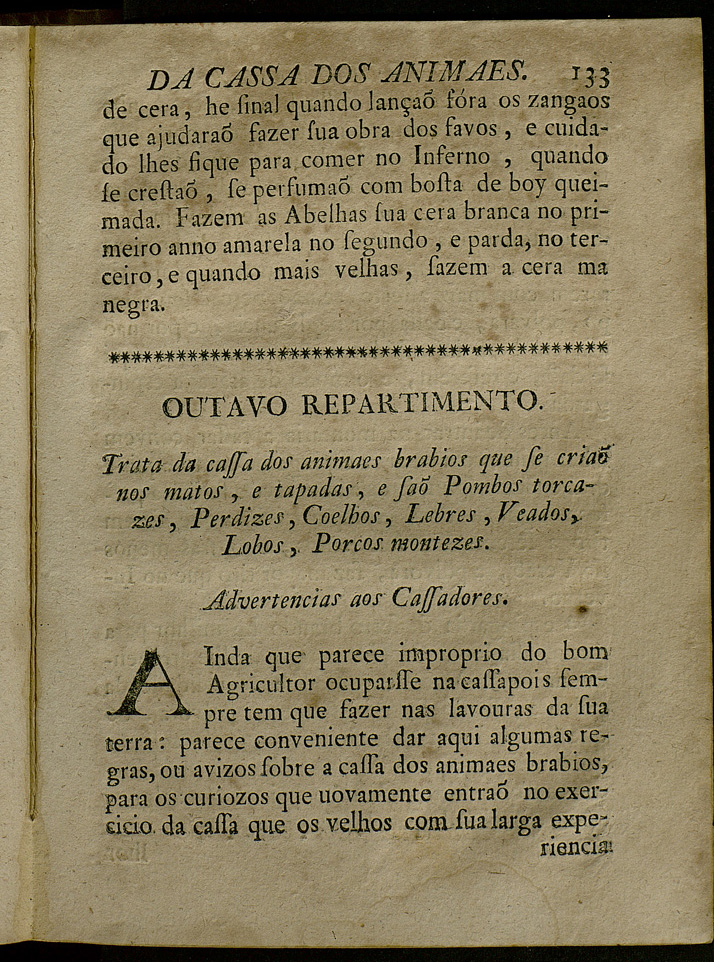 DA CASSA DOS ANIMAES. 133
de cera, he ſinal quando lançaõ fóra os zangaos
que ajudaraõ fazer ſua obra dos favos, e cuida-
do lhes fique para comer no Inferno, quando
ſe creſtaõ, ſe perfumaõ com boſta de boy quei-
mada. Fazem as Abelhas ſua cera branca no pri-
meiro anno amarela no ſegundo, e parda, no ter-
ceiro, e quando mais velhas, fazem a cera ma
negra.
OUTAVO REPARTIMENTO.
Trata da caſſa dos animaes brabios que ſe criaõ
nos matos, e tapadas, e ſaõ Pombos torca-
zes, Perdizes, Coelhos, Lebres, Veados,
Lobos, Porcos montezes.
Advertencias aos Caſſadores.
AInda que parece improprio do bom
Agricultor ocuparſſe na caſſapois ſem-
pre tem que fazer nas lavouras da ſua
terra: parece conveniente dar aqui algumas re-
gras, ou avizos ſobre a caſſa dos animaes brabios,
para os curiozos que uovamente entraõ no exer-
cicio da caſſa que os velhos com ſua larga expe-
riencia